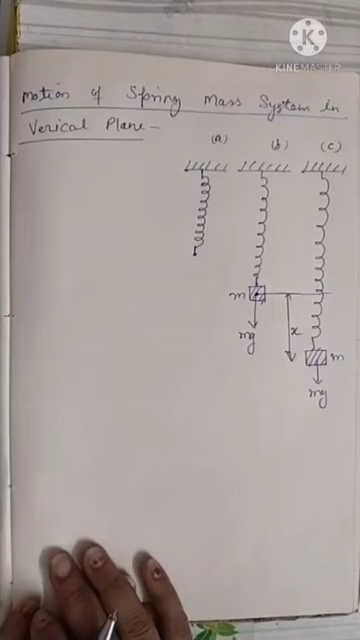 K
KINEMASTER
Motion of Spring Mass System in
Verical Plane -
(a) (b) (c)
m
mg
x
m
mg